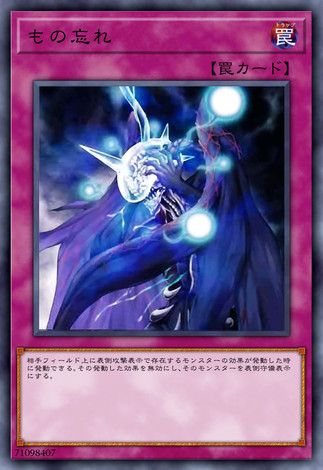 もの忘れ
トラップ
罠
【罠カード】
相手フィールド上に表側攻撃表示で存在するモンスターの効果が発動した時
に発動できる。その発動した効果を無効にし、そのモンスターを表側守備表示
にする。
71098407